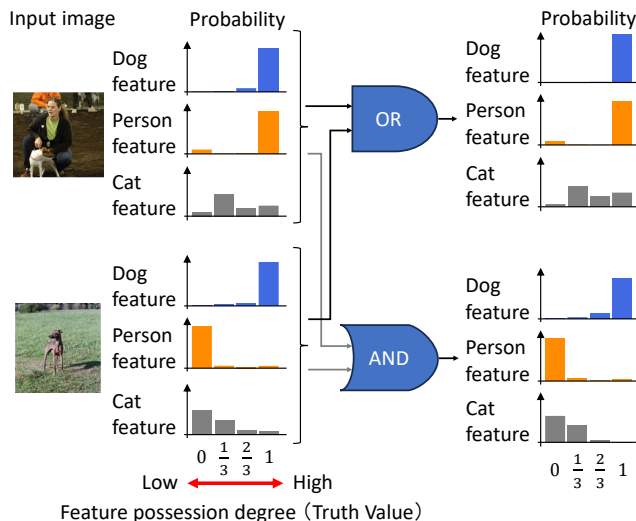 Input image
Probability
Probability
Dog
feature
Person
feature
Cat
feature
OR
Dog
feature
Person
feature
Cat
feature
Dog
feature
Person
feature
Cat
feature
AND
Dog
feature
Person
feature
Cat
feature
0 1/3 2/3 1
0 1/3 2/3 1
Low High
Feature possession degree (Truth Value)